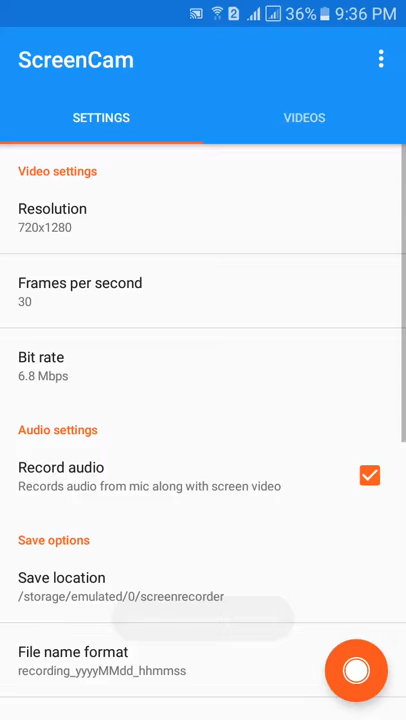 2 36% 9:36 PM
ScreenCam
SETTINGS VIDEOS
Video settings
Resolution
720x1280
Frames per second
30
Bit rate
6.8 Mbps
Audio settings
Record audio
Records audio from mic along with screen video
Save options
Save location
/storage/emulated/0/screenrecorder
File name format
recording_yyyyMMdd_hhmmss